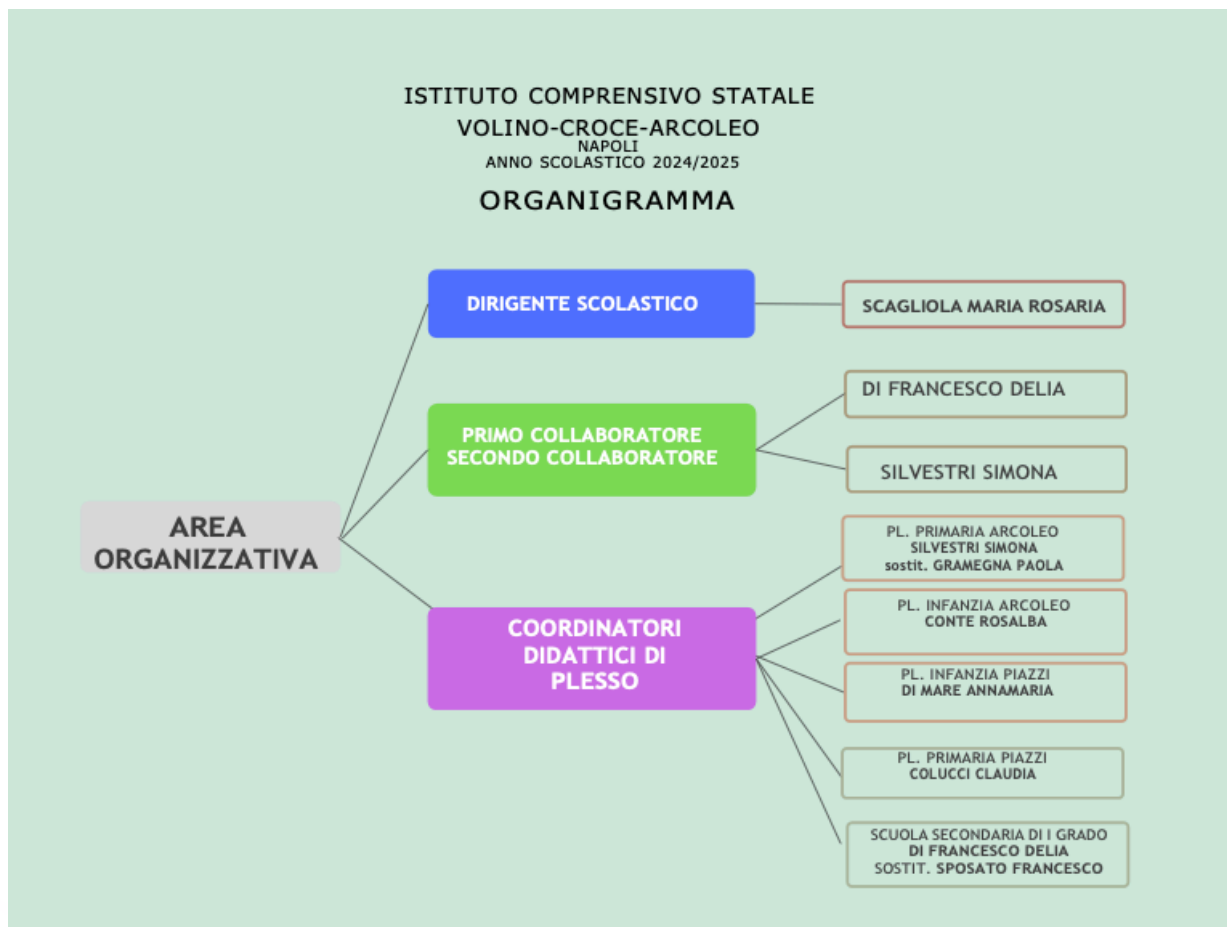 ISTITUTO COMPRENSIVO STATALE
VOLINO-CROCE-ARCOLEO
NAPOLI
ANNO SCOLASTICO 2024/2025
ORGANIGRAMMA
AREA
ORGANIZZATIVA
DIRIGENTE SCOLASTICO
SCAGLIOLA MARIA ROSARIA
PRIMO COLLABORATORE
SECONDO COLLABORATORE
DI FRANCESCO DELIA
SILVESTRI SIMONA
COORDINATORI
DIDATTICI DI
PLESSO
PL. PRIMARIA ARCOLEO
SILVESTRI SIMONA
sostit. GRAMEGNA PAOLA
PL. INFANZIA ARCOLEO
CONTE ROSALBA
PL. INFANZIA PIAZZI
DI MARE ANNAMARIA
PL. PRIMARIA PIAZZI
COLUCCI CLAUDIA
SCUOLA SECONDARIA DI I GRADO
DI FRANCESCO DELIA
SOSTIT. SPOSATO FRANCESCO